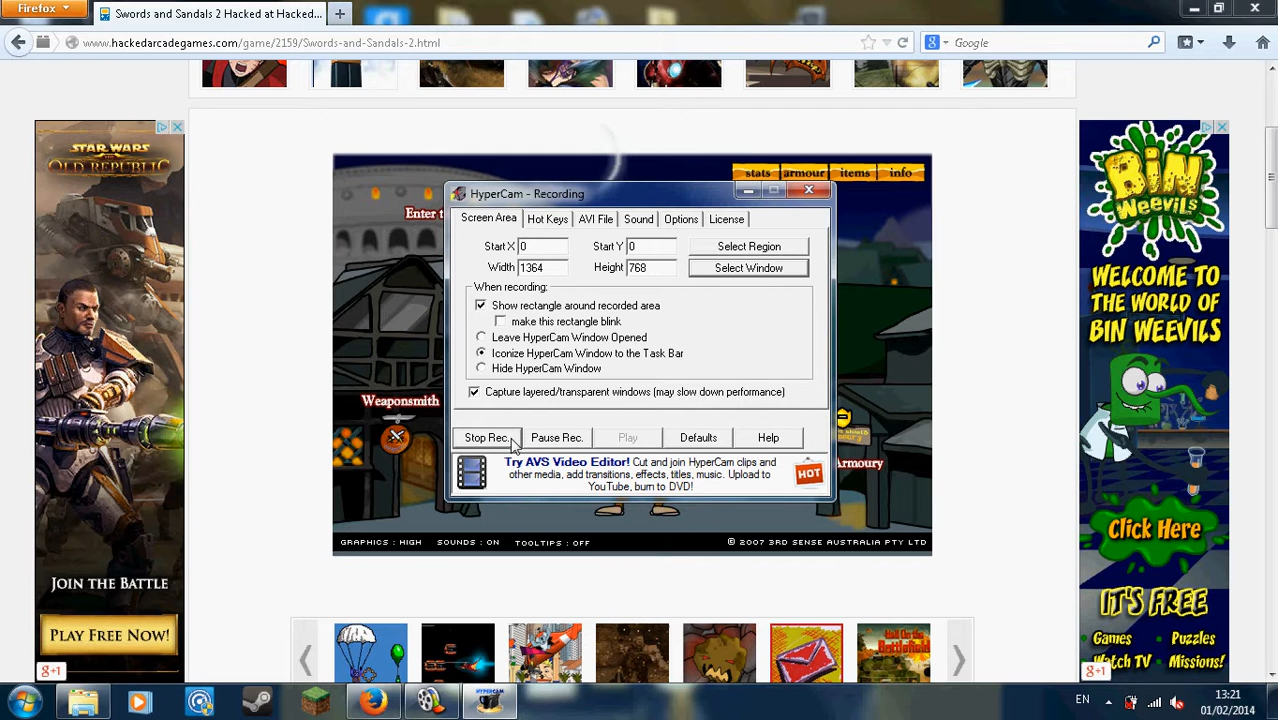 Firefox
Swords and Sandals 2 Hacked at Hacked...
www.hackedarcadegames.com/game/2159/Swords-and-Sandals-2.html
Google
STAR WARS
THE OLD REPUBLIC
JOIN THE BATTLE
PLAY FREE NOW!
+1
stats armour items info
Enter t
Weaponsmith
Armoury
HyperCam - Recording
Screen Area Hot Keys AVI File Sound Options License
Start X 0 Start Y 0 Select Region
Width 1364 Height 768 Select Window
When recording:
Show rectangle around recorded area
make this rectangle blink
Leave HyperCam Window Opened
Iconize HyperCam Window to the Task Bar
Hide HyperCam Window
Capture layered/transparent windows (may slow down performance)
Stop Rec. Pause Rec. Play Defaults Help
Try AVS Video Editor! Cut and join HyperCam clips and
other media, add transitions, effects, titles, music. Upload to
YouTube, burn to DVD!
HOT
GRAPHICS : HIGH SOUNDS : ON TOOLTIPS : OFF © 2007 3RD SENSE AUSTRALIA PTY LTD
BiN
Weevils
WELCOME TO
THE WORLD OF
BIN WEEVILS
Click Here
IT'S FREE
Games Puzzles
Watch TV Missions!
+1
HYPERCAM
EN
13:21
01/02/2014